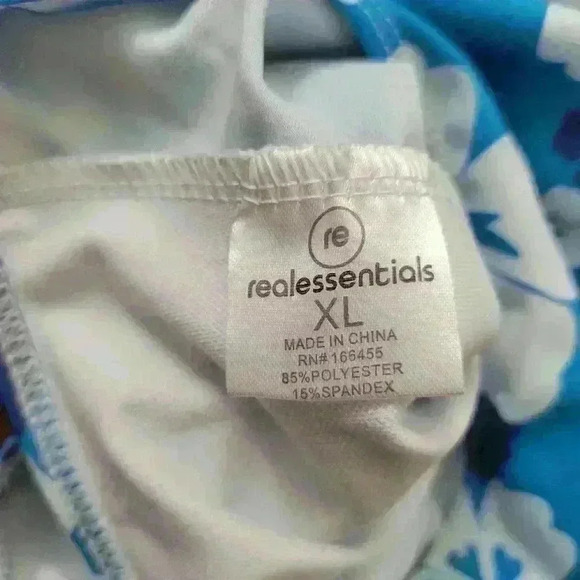 re
realessentials
XL
MADE IN CHINA
RN# 166455
85%POLYESTER
15%SPANDEX